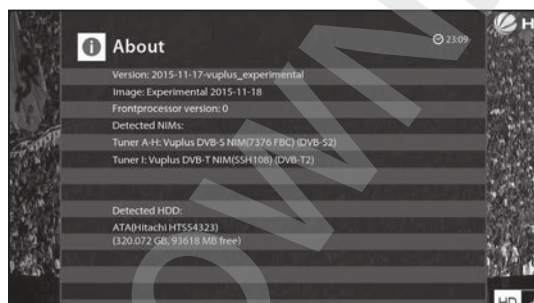 About
23:09
H
Version: 2015-11-17-vuplus_experimental
Image: Experimental 2015-11-18
Frontprocessor version: 0
Detected NIMs:
Tuner A-H: Vuplus DVB-S NIM(7376 FBC) (DVB-S2)
Tuner I: Vuplus DVB-T NIM(SSH108) (DVB-T2)
Detected HDD:
ATA(Hitachi HTS54323)
(320.072 GB, 93618 MB free)
HD